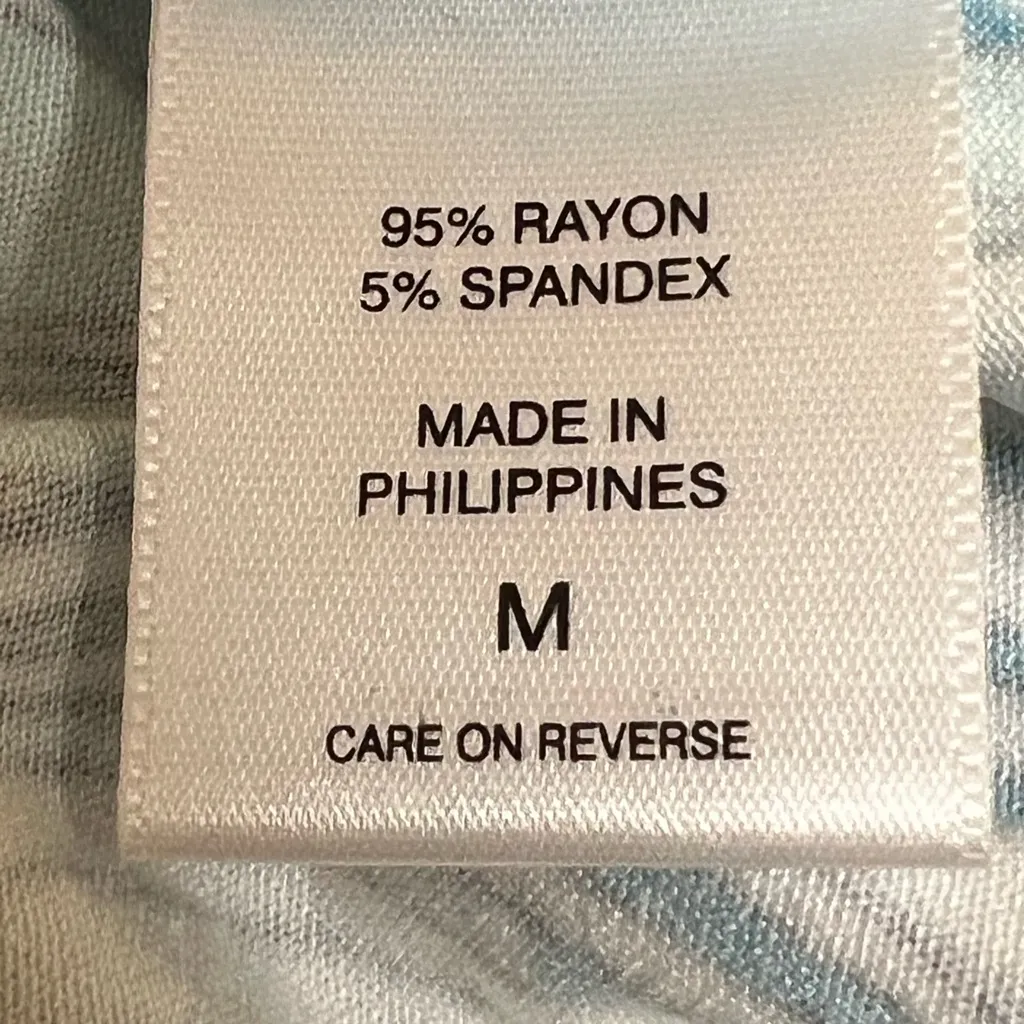 95% RAYON
5% SPANDEX
MADE IN
PHILIPPINES
M
CARE ON REVERSE